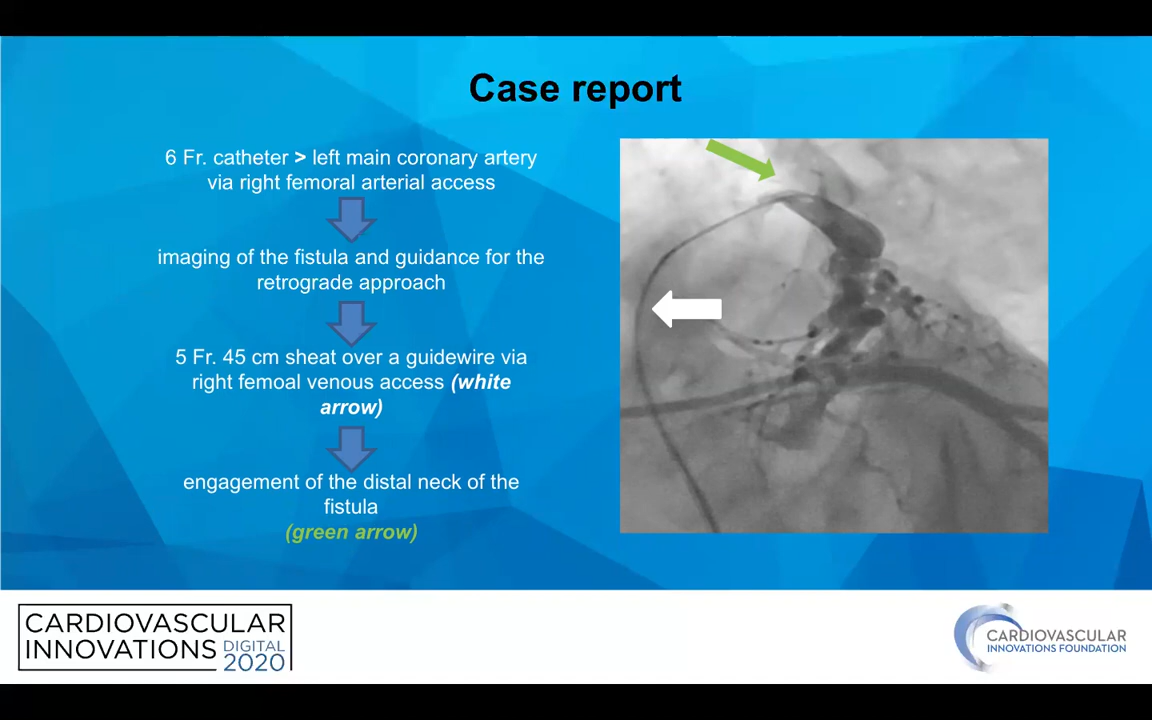 Case report
6 Fr. catheter > left main coronary artery
via right femoral arterial access
imaging of the fistula and guidance for the
retrograde approach
5 Fr. 45 cm sheat over a guidewire via
right femoal venous access (white
arrow)
engagement of the distal neck of the
fistula
(green arrow)
CARDIOVASCULAR
INNOVATIONS DIGITAL
2020
CARDIOVASCULAR
INNOVATIONS FOUNDATION